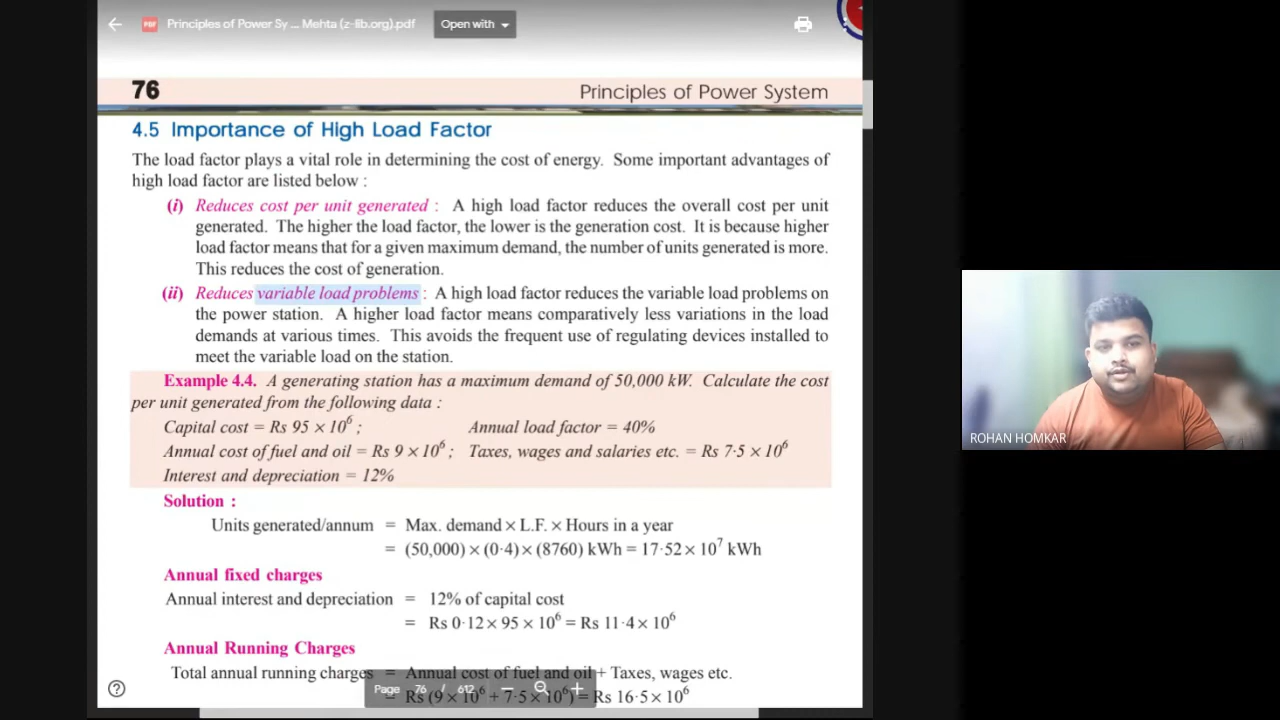 Principles of Power Sy ... Mehta (z-lib.org).pdf
Open with
76
Principles of Power System
4.5 Importance of High Load Factor
The load factor plays a vital role in determining the cost of energy. Some important advantages of
high load factor are listed below :
(i) Reduces cost per unit generated : A high load factor reduces the overall cost per unit
generated. The higher the load factor, the lower is the generation cost. It is because higher
load factor means that for a given maximum demand, the number of units generated is more.
This reduces the cost of generation.
(ii) Reduces variable load problems : A high load factor reduces the variable load problems on
the power station. A higher load factor means comparatively less variations in the load
demands at various times. This avoids the frequent use of regulating devices installed to
meet the variable load on the station.
Example 4.4. A generating station has a maximum demand of 50,000 kW. Calculate the cost
per unit generated from the following data :
Capital cost = Rs 95 × 10⁶ ; Annual load factor = 40%
Annual cost of fuel and oil = Rs 9 × 10⁶ ; Taxes, wages and salaries etc. = Rs 7·5 × 10⁶
Interest and depreciation = 12%
Solution :
Units generated/annum = Max. demand × L.F. × Hours in a year
= (50,000) × (0·4) × (8760) kWh = 17·52 × 10⁷ kWh
Annual fixed charges
Annual interest and depreciation = 12% of capital cost
= Rs 0·12 × 95 × 10⁶ = Rs 11·4 × 10⁶
Annual Running Charges
Total annual running charges = Annual cost of fuel and oil + Taxes, wages etc.
= Rs (9 × 10⁶ + 7·5 × 10⁶) = Rs 16·5 × 10⁶
Page 76 / 612
ROHAN HOMKAR